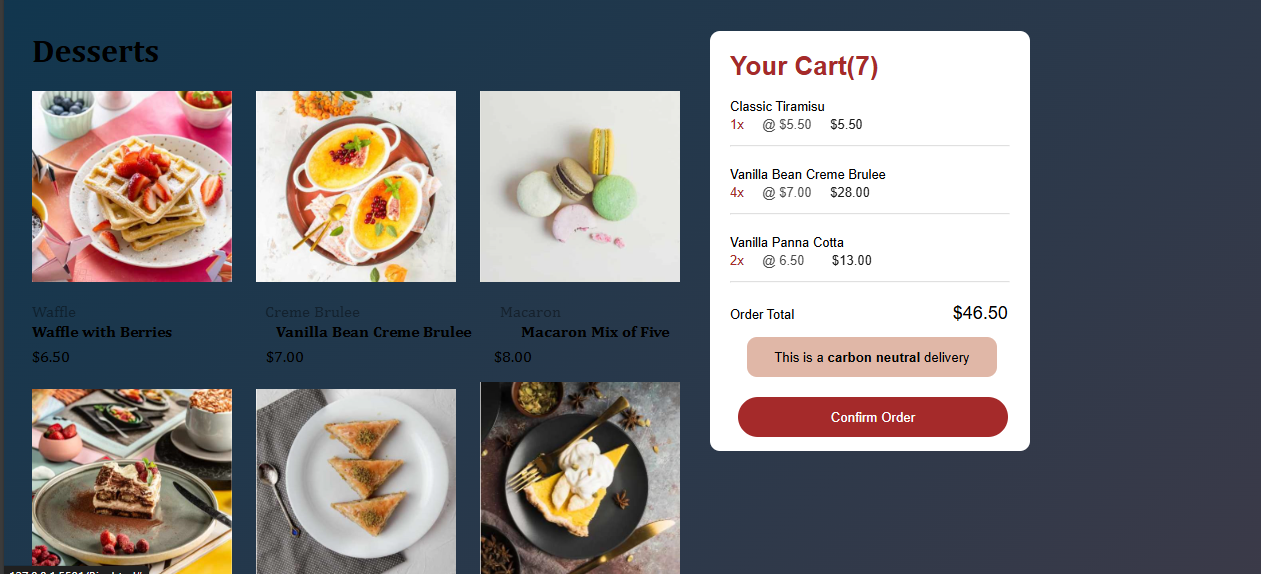 Desserts
Waffle
Waffle with Berries
$6.50
Creme Brulee
Vanilla Bean Creme Brulee
$7.00
Macaron
Macaron Mix of Five
$8.00
Your Cart(7)
Classic Tiramisu
1x @ $5.50 $5.50
Vanilla Bean Creme Brulee
4x @ $7.00 $28.00
Vanilla Panna Cotta
2x @ 6.50 $13.00
Order Total $46.50
This is a carbon neutral delivery
Confirm Order